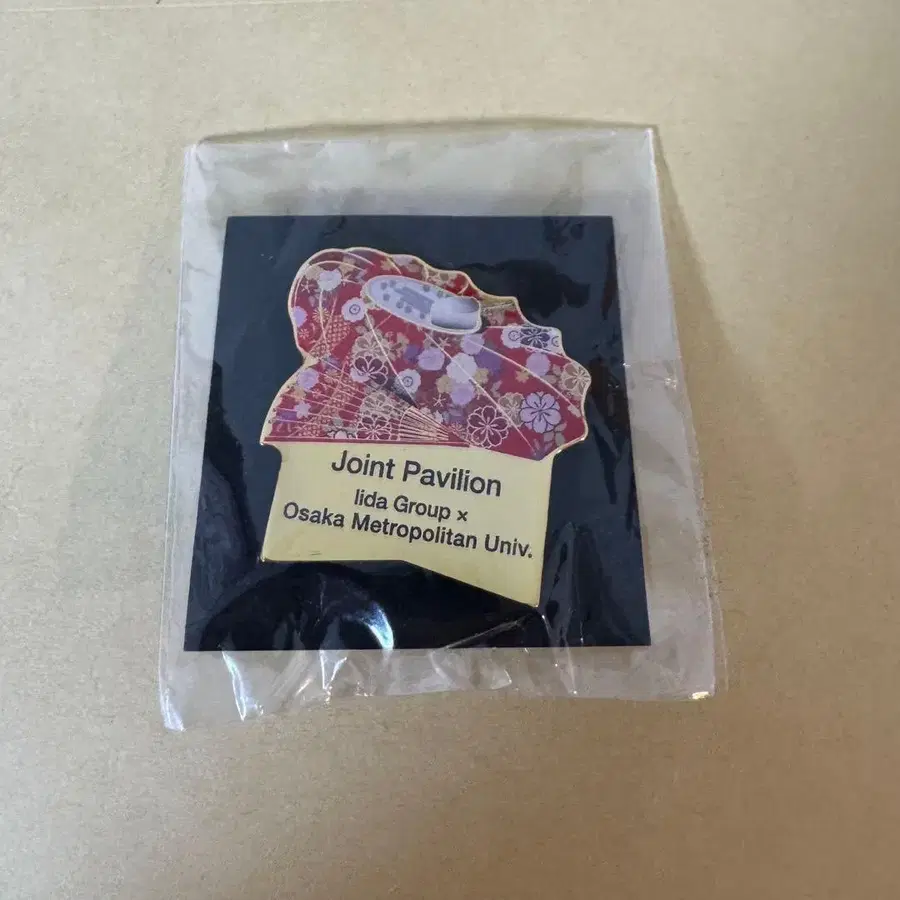 Joint Pavilion
Iida Group ×
Osaka Metropolitan Univ.